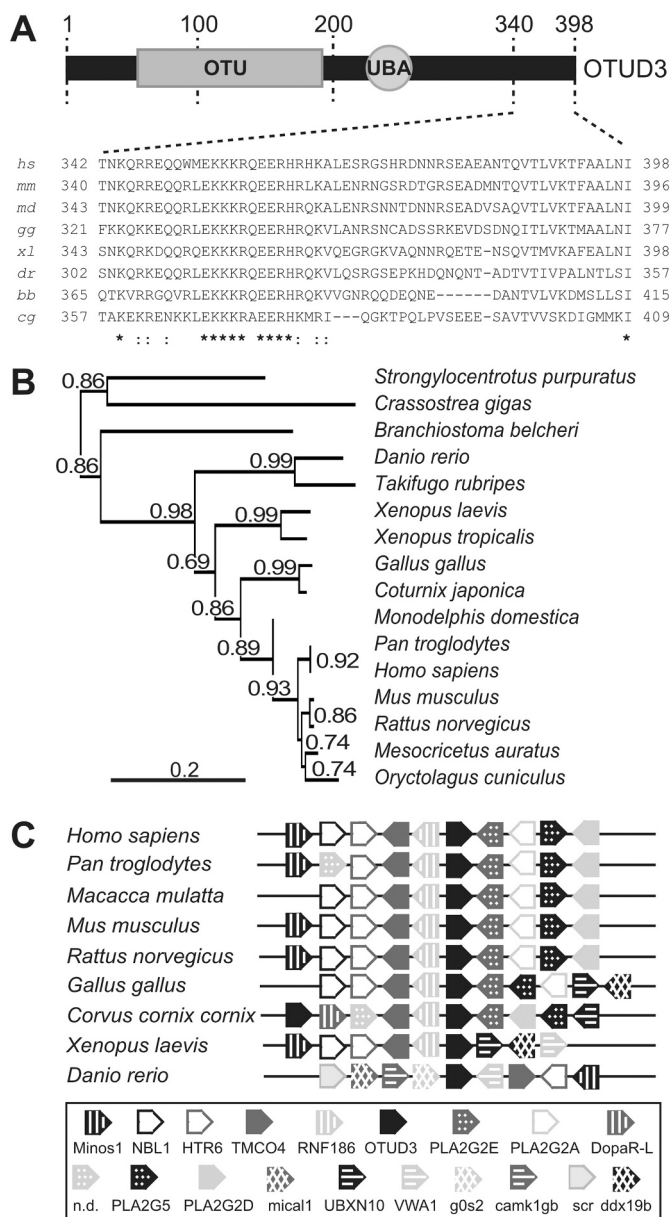 A
1 100 200 340 398
OTU UBA OTUD3
hs 342 TNKQRREQQWMEKKKRQEERHRHKALESRGSHRDNNRSEAEANTQVTLVKTFAALNI 398
mm 340 TNKQRREQQRLEKKKRQEERHRLKALENRNGSRDTGRSEADMNTQVTLVKTFAALNI 396
md 343 TNKQRREQQRLEKKKRQEERHRHKALENRSNNTDNNRSEADVSAQVTLVKTFAALNI 399
gg 321 FKKQKKEQQRLEKKKRQEERHRQKVLANRSNCADSSRKEVDSDNQITLVKTMAALNI 377
xl 343 SNKQRKDQQRLEKKKRQEERHRQKVQEGRGKVAQNNRQETE-NSQVTMVKAFEALNI 398
dr 302 SNKQRKEQQRLEKKKRQEERHRQKVLQSRGSEPKHDQNQNT-ADTVTIVPALNTLSI 357
bb 365 QTKVRRGQVRLEKKKRQEERHRQKVVGNRQQDEQNE------DANTVLVKDMSLLSI 415
cg 357 TAKEKRENKKLEKKKRAEERHKMRI---QGKTPQLPVSEEE-SAVTVVSKDIGMMKI 409
* :: : ***** ****: :: *
B
0.86
Strongylocentrotus purpuratus
Crassostrea gigas
Branchiostoma belcheri
0.86
0.99 Danio rerio
0.98 Takifugo rubripes
0.99 Xenopus laevis
0.69 Xenopus tropicalis
0.99 Gallus gallus
0.86 Coturnix japonica
Monodelphis domestica
0.89 Pan troglodytes
0.92
Homo sapiens
0.93 Mus musculus
0.86
Rattus norvegicus
0.74 Mesocricetus auratus
0.2 0.74 Oryctolagus cuniculus
C
Homo sapiens
Pan troglodytes
Macacca mulatta
Mus musculus
Rattus norvegicus
Gallus gallus
Corvus cornix cornix
Xenopus laevis
Danio rerio
Minos1 NBL1 HTR6 TMCO4 RNF186 OTUD3 PLA2G2E PLA2G2A DopaR-L
n.d. PLA2G5 PLA2G2D mical1 UBXN10 VWA1 g0s2 camk1gb scr ddx19b